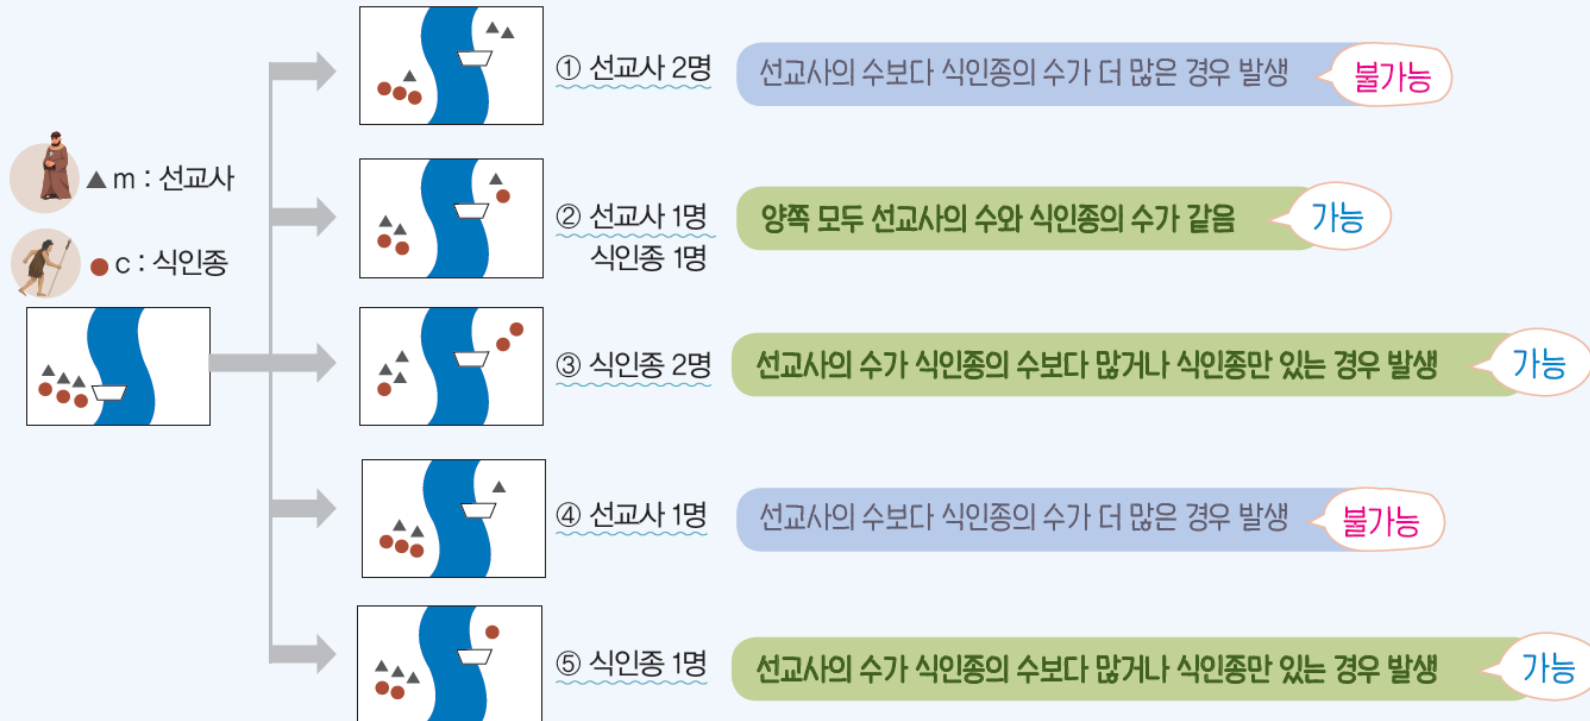 ① 선교사 2명
선교사의 수보다 식인종의 수가 더 많은 경우 발생
불가능
m : 선교사
② 선교사 1명
식인종 1명
양쪽 모두 선교사의 수와 식인종의 수가 같음
가능
c : 식인종
③ 식인종 2명
선교사의 수가 식인종의 수보다 많거나 식인종만 있는 경우 발생
가능
④ 선교사 1명
선교사의 수보다 식인종의 수가 더 많은 경우 발생
불가능
⑤ 식인종 1명
선교사의 수가 식인종의 수보다 많거나 식인종만 있는 경우 발생
가능